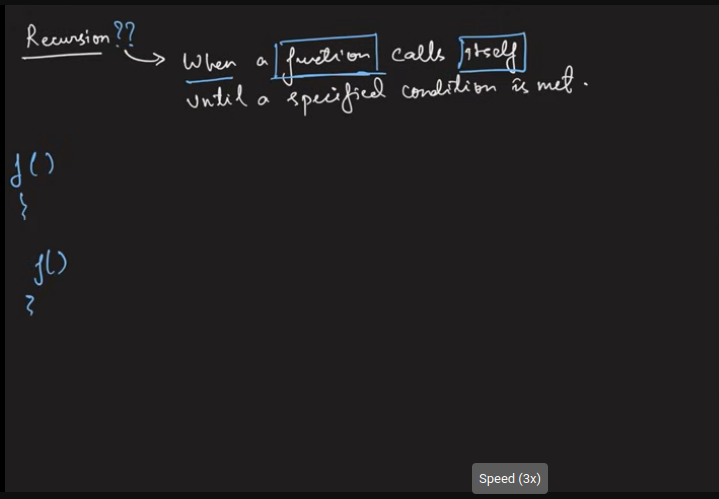 Recursion??
When a function calls itself
until a specified condition is met.
f()
{
f()
}
Speed (3x)